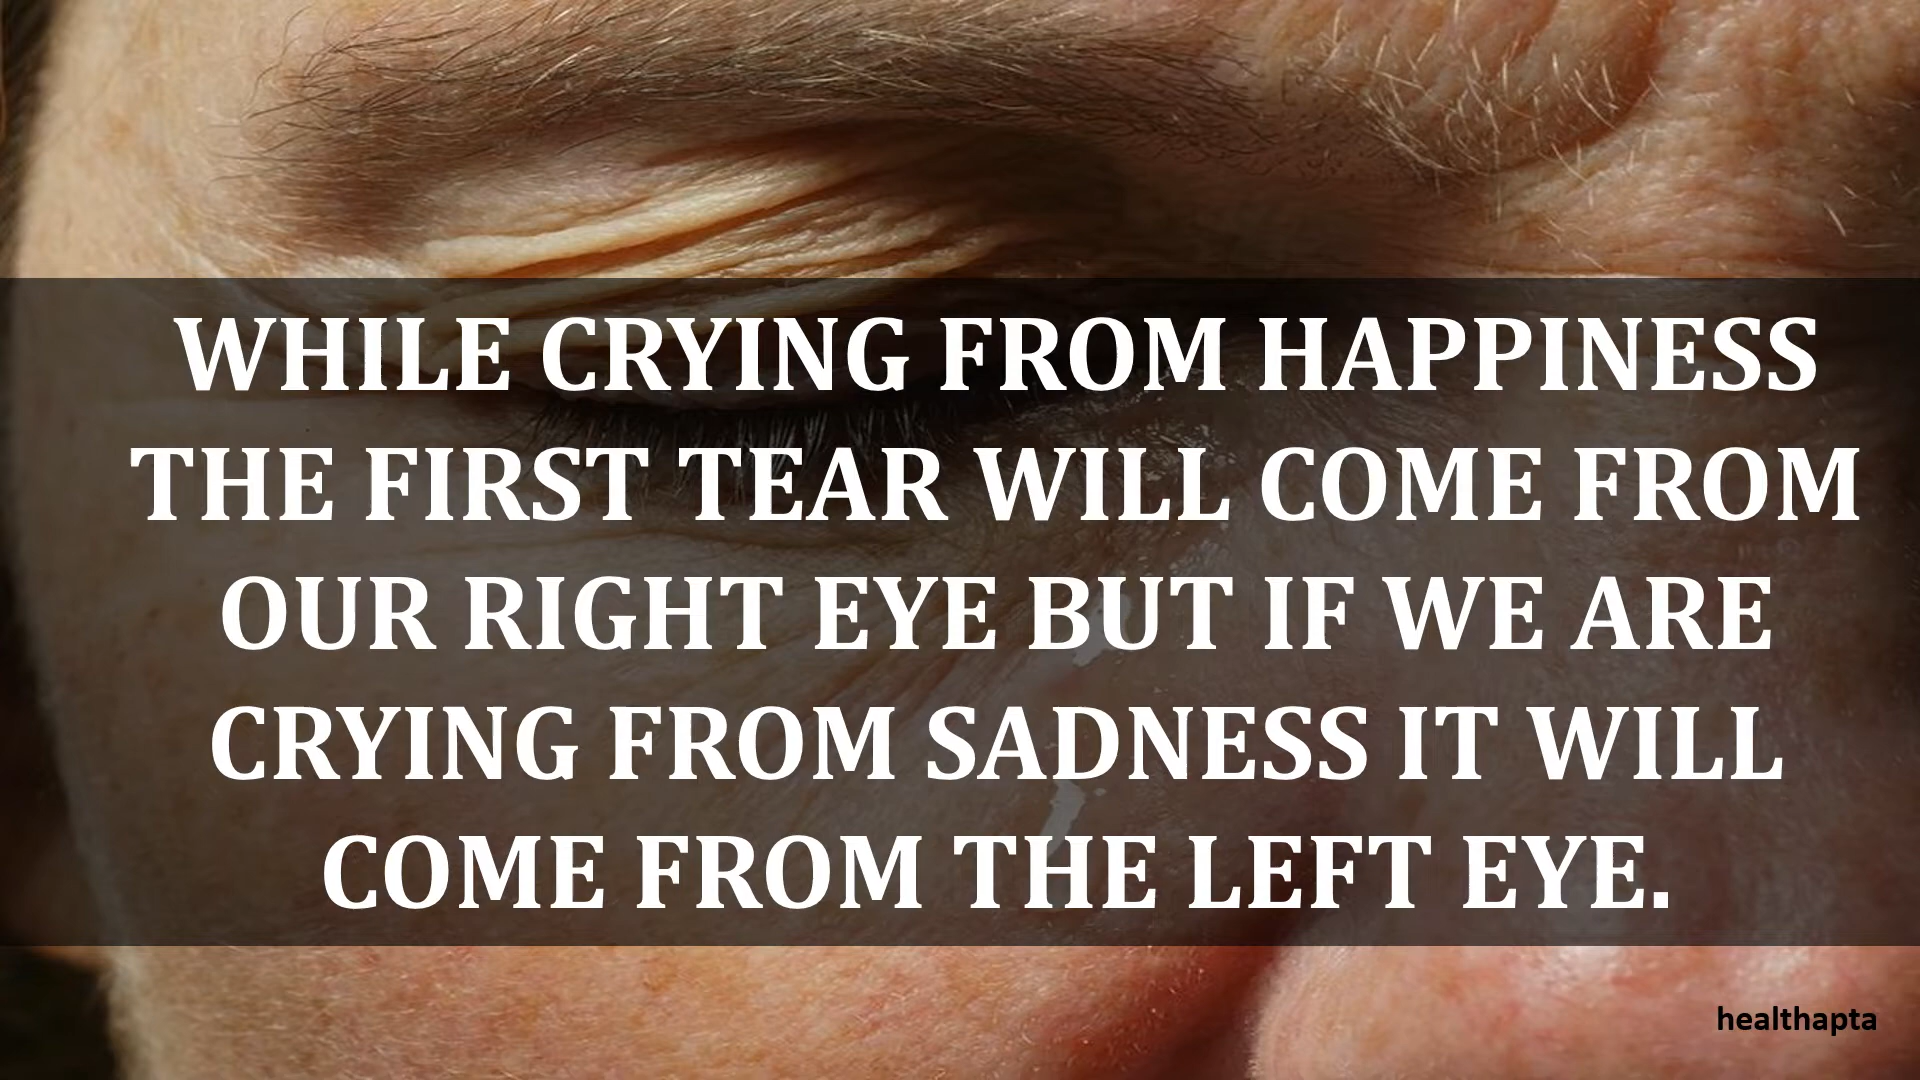 WHILE CRYING FROM HAPPINESS
THE FIRST TEAR WILL COME FROM
OUR RIGHT EYE BUT IF WE ARE
CRYING FROM SADNESS IT WILL
COME FROM THE LEFT EYE.
healthapta